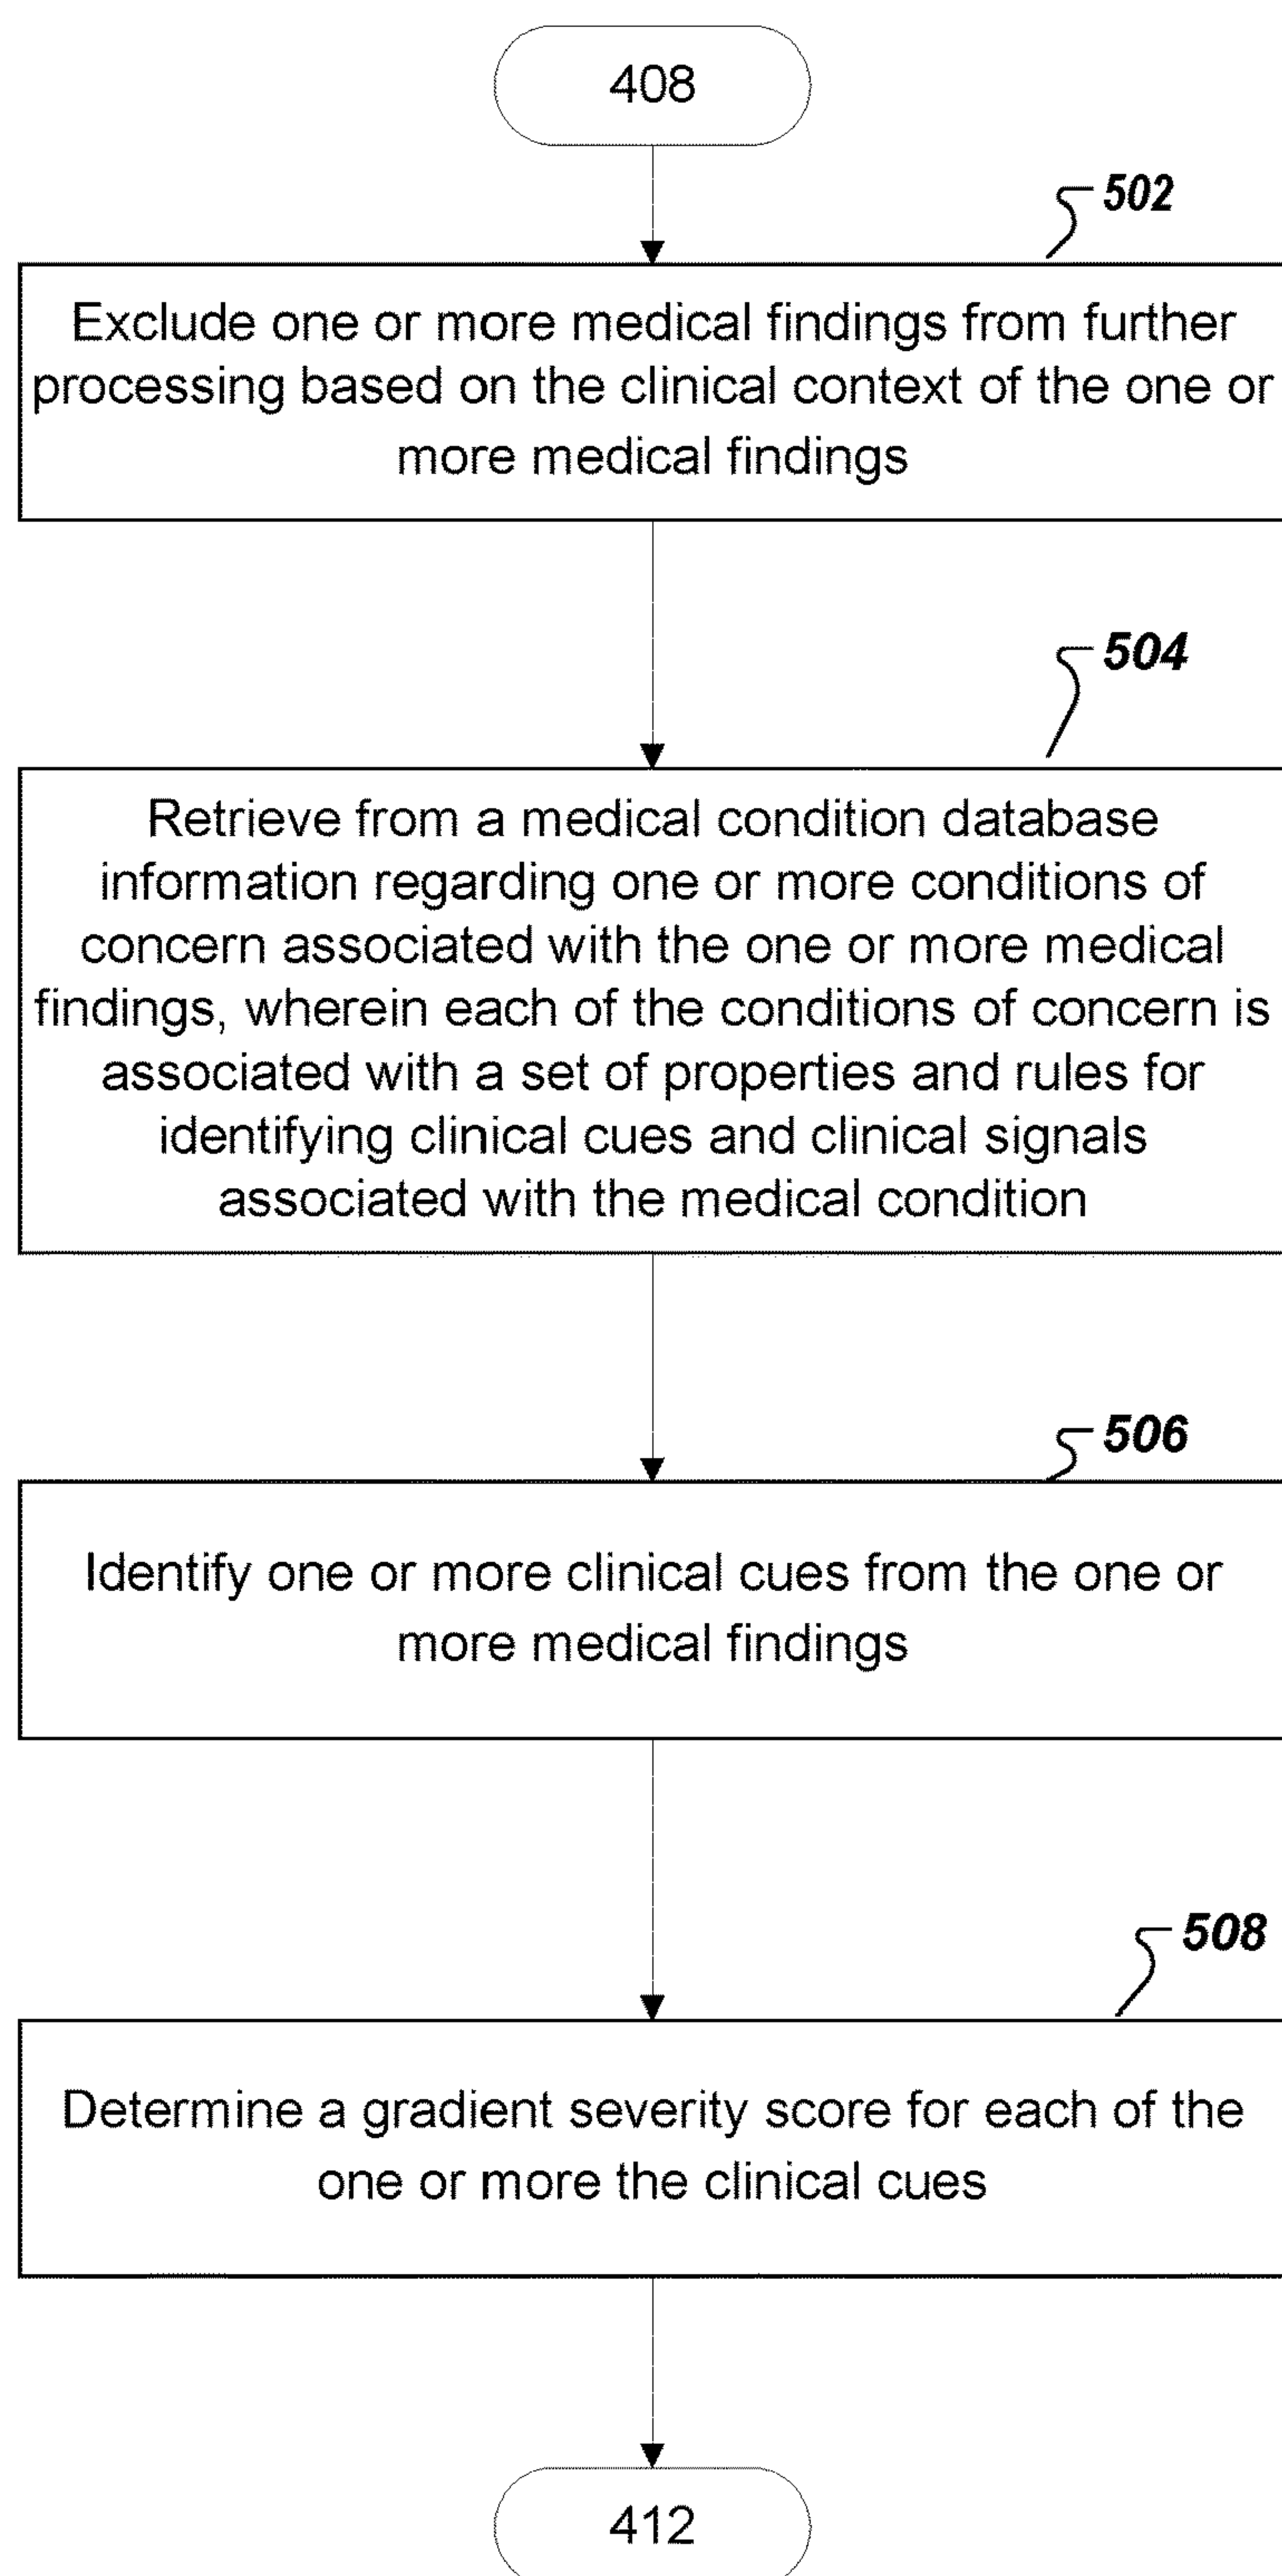 408
502
Exclude one or more medical findings from further
processing based on the clinical context of the one or
more medical findings
504
Retrieve from a medical condition database
information regarding one or more conditions of
concern associated with the one or more medical
findings, wherein each of the conditions of concern is
associated with a set of properties and rules for
identifying clinical cues and clinical signals
associated with the medical condition
506
Identify one or more clinical cues from the one or
more medical findings
508
Determine a gradient severity score for each of the
one or more the clinical cues
412